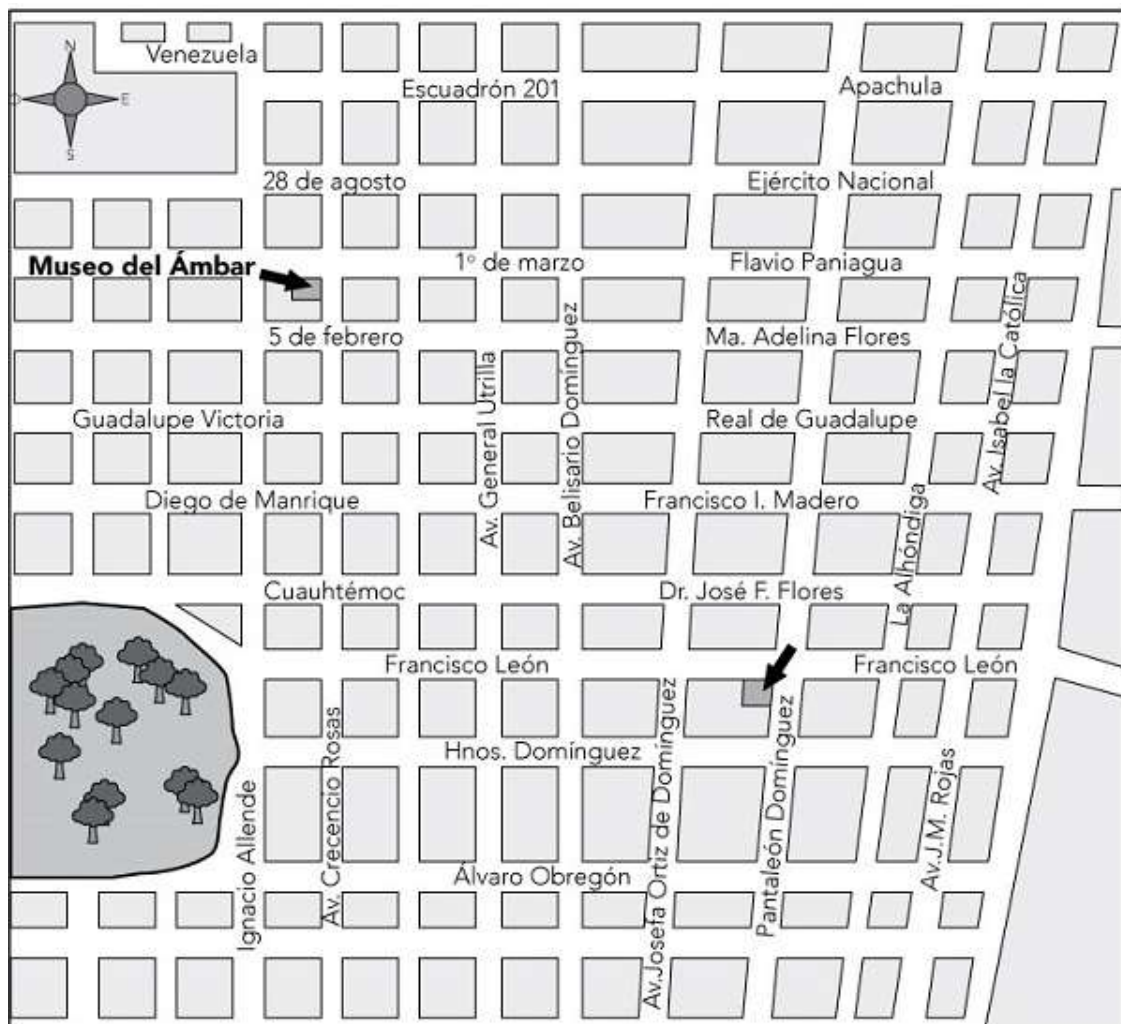 Venezuela
N
O E
S
Escuadrón 201
Apachula
28 de agosto
Ejército Nacional
Museo del Ámbar
1º de marzo
Flavio Paniagua
5 de febrero
Ma. Adelina Flores
Av. Isabel la Católica
Av. General Utrilla
Av. Belisario Domínguez
Guadalupe Victoria
Real de Guadalupe
Diego de Manrique
Francisco I. Madero
La Alhóndiga
Cuauhtémoc
Dr. José F. Flores
Francisco León
Francisco León
Hnos. Domínguez
Ignacio Allende
Av. Crecencio Rosas
Av.Josefa Ortiz de Domínguez
Pantaleón Domínguez
Av.J.M. Rojas
Álvaro Obregón